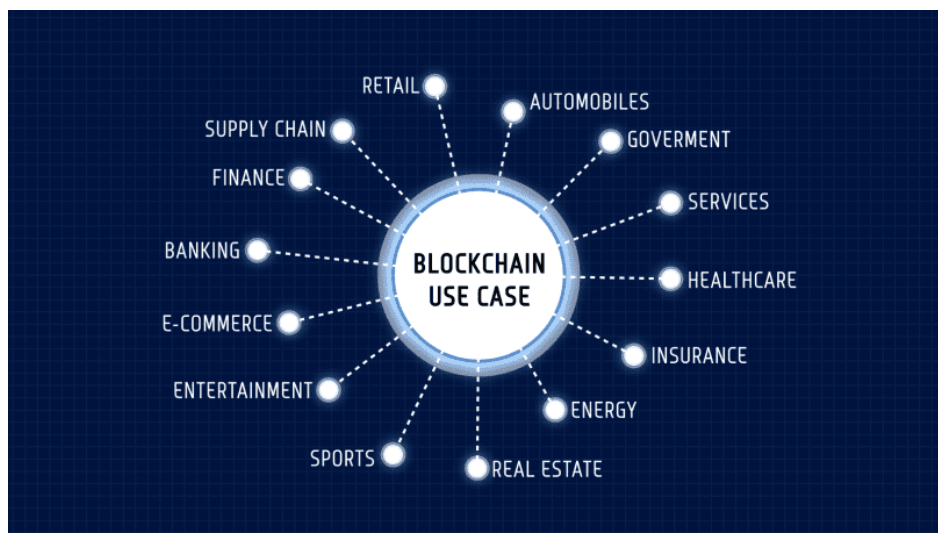 RETAIL
AUTOMOBILES
SUPPLY CHAIN
GOVERMENT
FINANCE
SERVICES
BANKING
BLOCKCHAIN
USE CASE
HEALTHCARE
E-COMMERCE
INSURANCE
ENTERTAINMENT
ENERGY
SPORTS
REAL ESTATE